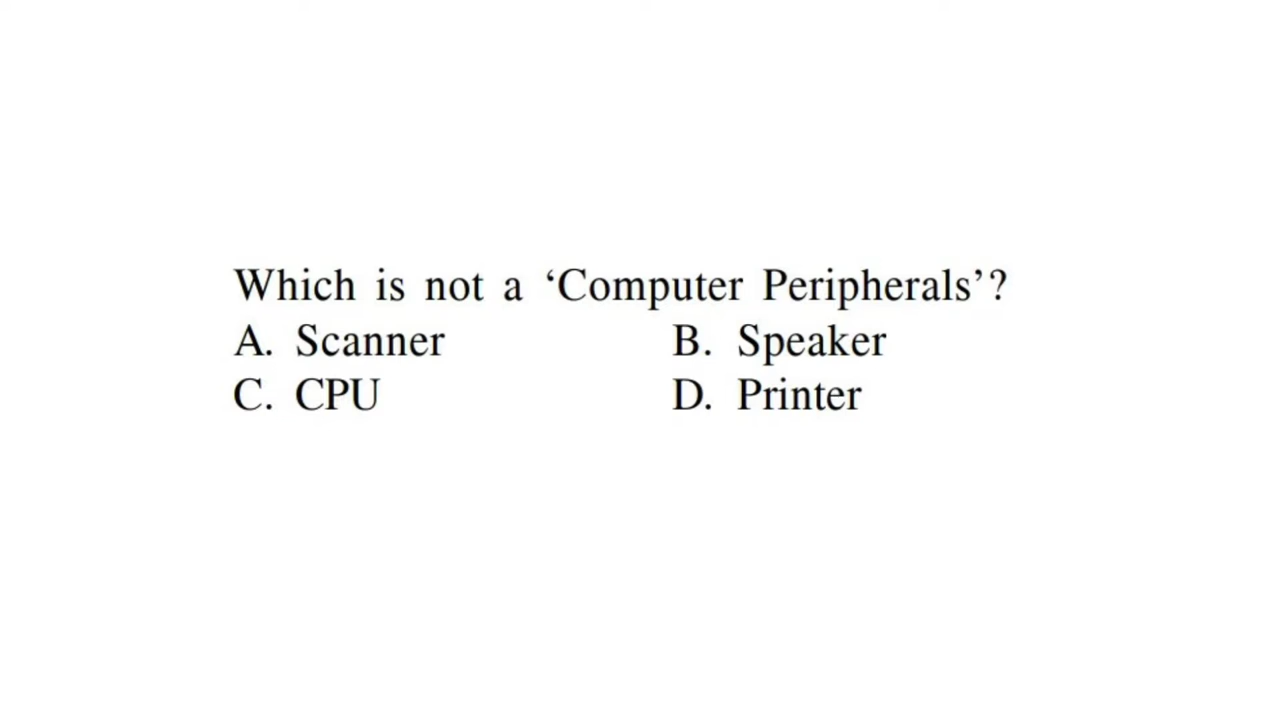 Which is not a ‘Computer Peripherals’?
A. Scanner B. Speaker
C. CPU D. Printer